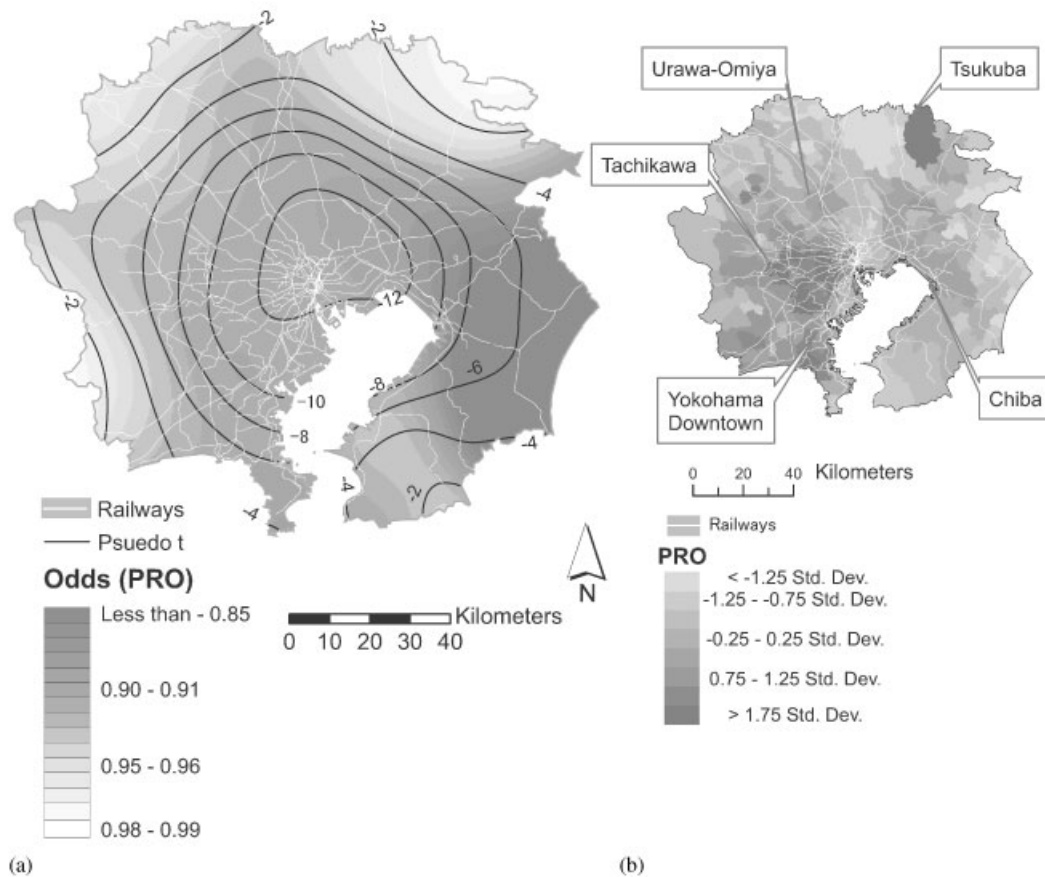 -2
-2
-4
-2
-12
-6
-8
-10
-8
-4
-4
-2
-4
Railways
Psuedo t
Odds (PRO)
Less than - 0.85
0.90 - 0.91
0.95 - 0.96
0.98 - 0.99
Kilometers
0 10 20 30 40
N
(a)
Urawa-Omiya
Tsukuba
Tachikawa
Yokohama
Downtown
Chiba
0 20 40 Kilometers
Railways
PRO
< -1.25 Std. Dev.
-1.25 - -0.75 Std. Dev.
-0.25 - 0.25 Std. Dev.
0.75 - 1.25 Std. Dev.
> 1.75 Std. Dev.
(b)